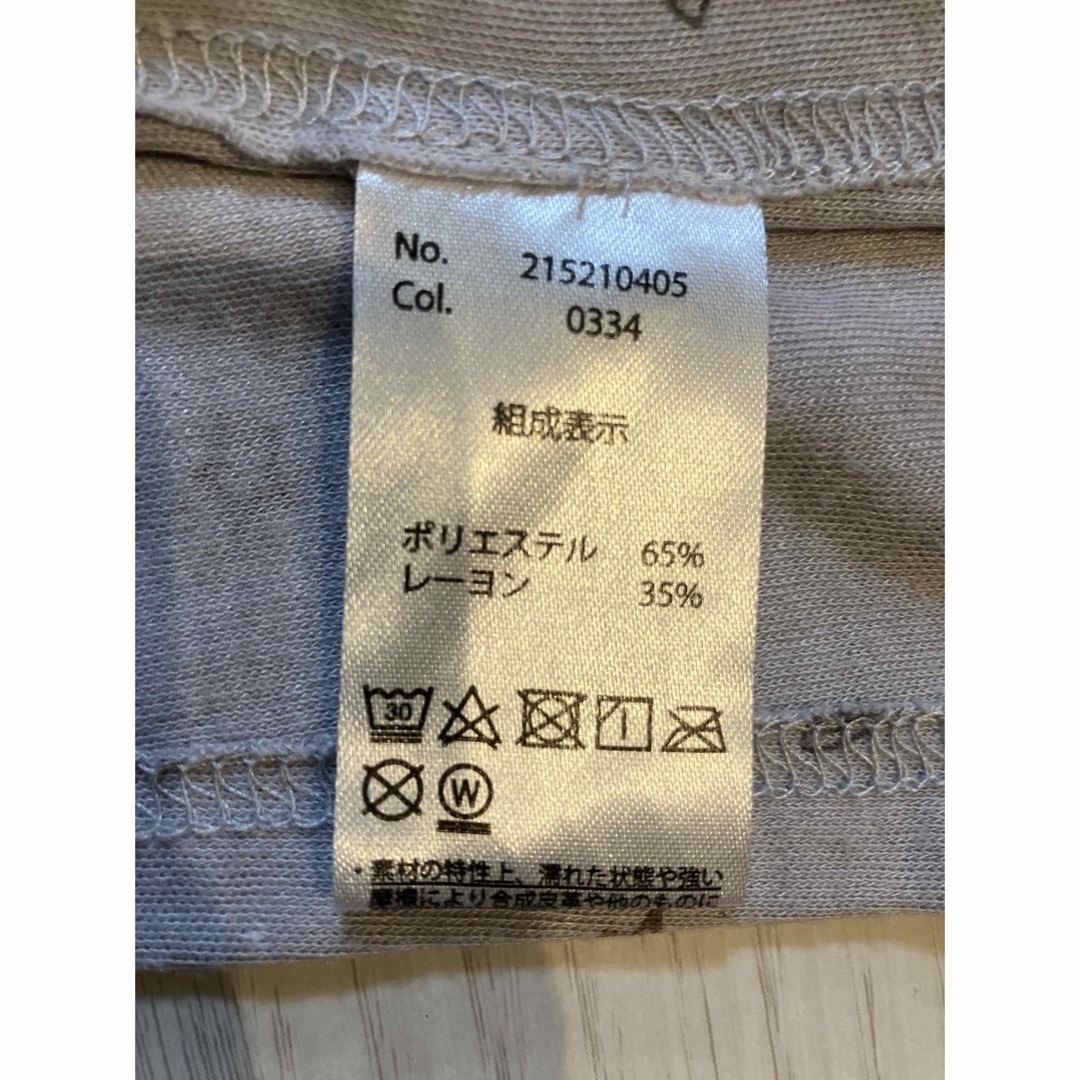 No. 215210405
Col. 0334
組成表示
ポリエステル 65%
レーヨン 35%
30
W
・素材の特性上、濡れた状態や強い
摩擦により合成皮革や他のものに